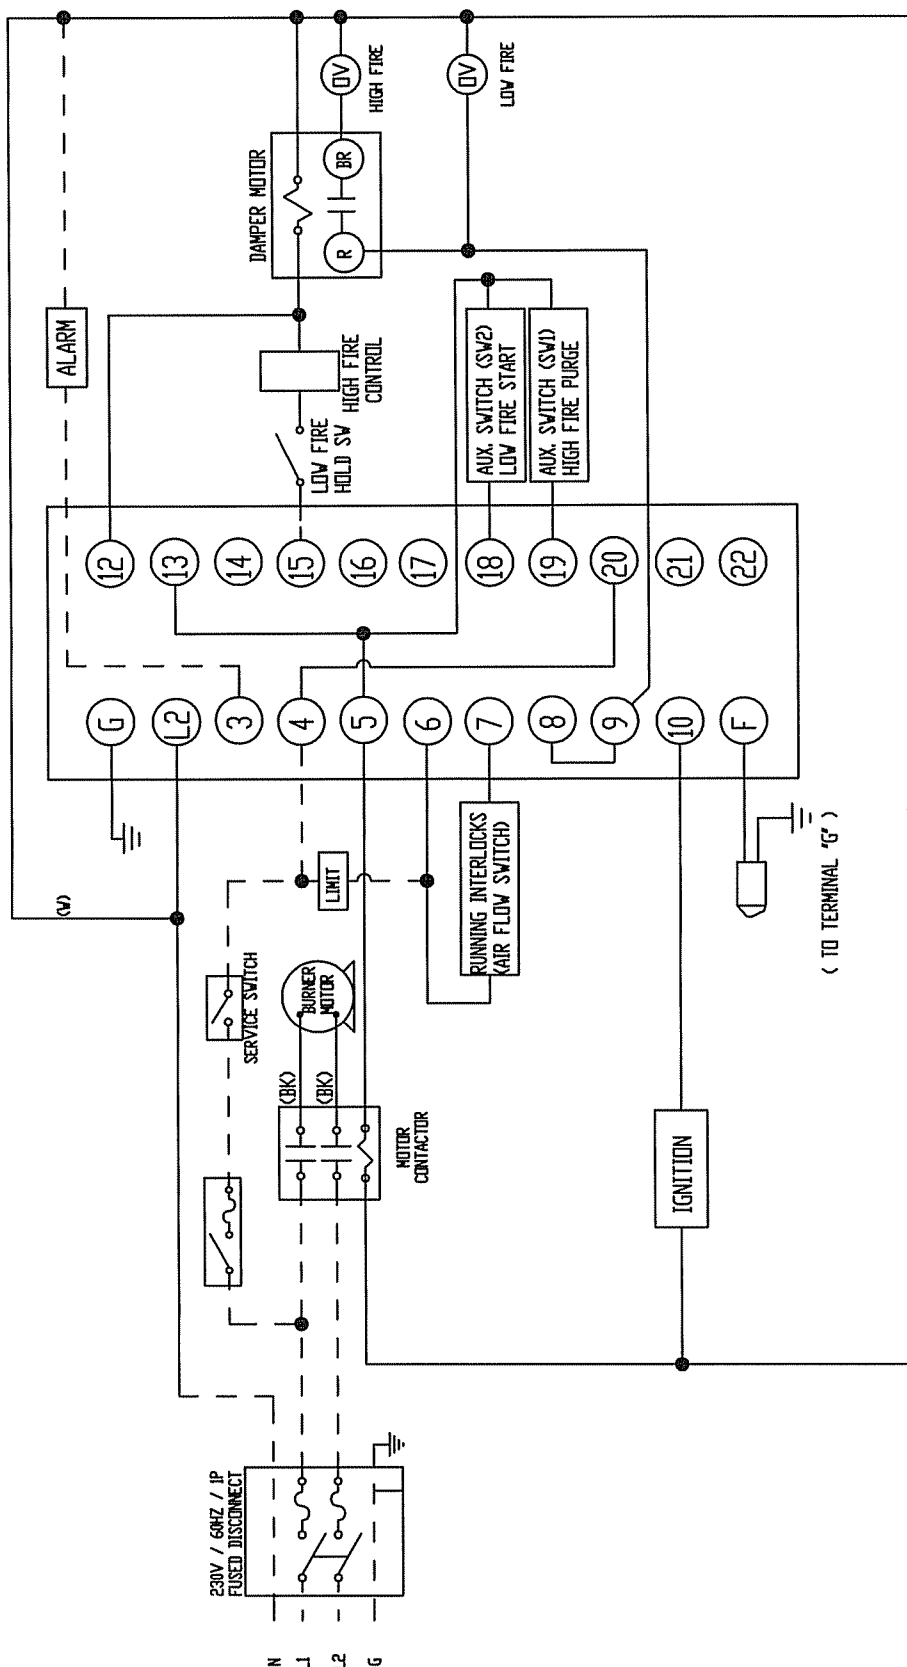 ALARM
DAMPER MOTOR
OV
HIGH FIRE
OV
LOW FIRE
BR
R
HIGH FIRE
CONTROL
LOW FIRE
HOLD SW
AUX. SWITCH (SW2)
LOW FIRE START
AUX. SWITCH (SW1)
HIGH FIRE PURGE
12
13
14
15
16
17
18
19
20
21
22
G
L2
3
4
5
6
7
8
9
10
F
(W)
SERVICE SWITCH
LIMIT
BURNER
MOTOR
(BK)
(BK)
MOTOR
CONTACTOR
RUNNING INTERLOCKS
(AIR FLOW SWITCH)
IGNITION
( TO TERMINAL "G" )
230V / 60HZ / 1P
FUSED DISCONNECT
N
L1
L2
G